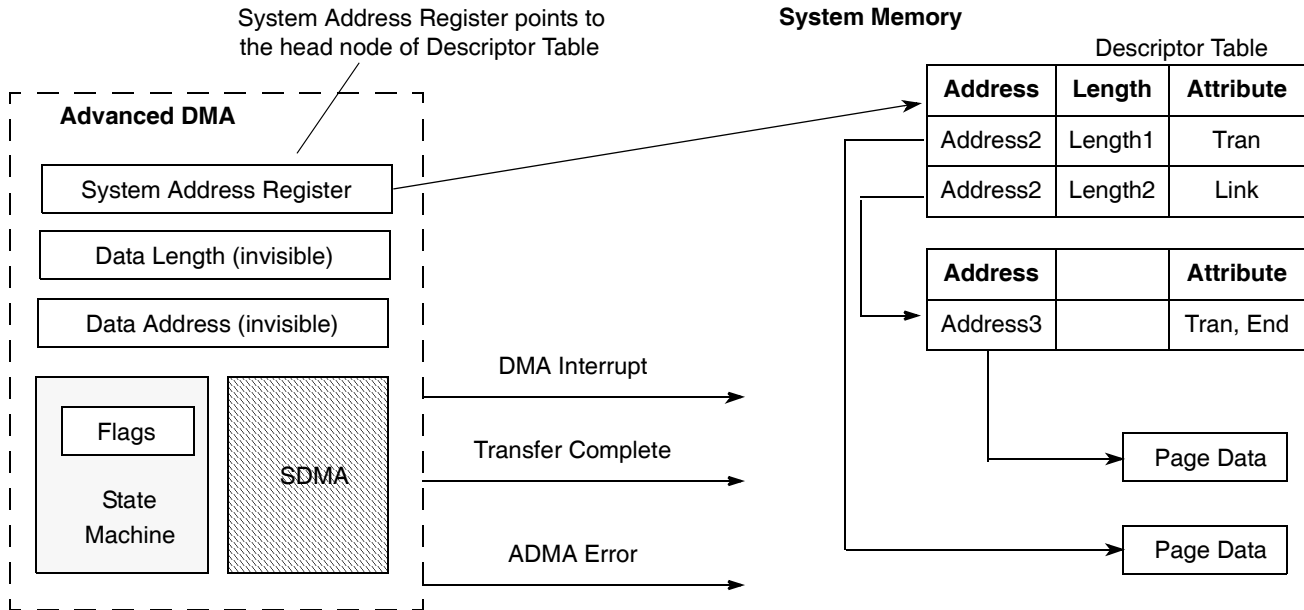 System Address Register points to
the head node of Descriptor Table
System Memory
Descriptor Table
Advanced DMA
System Address Register
Data Length (invisible)
Data Address (invisible)
Flags
State
Machine
SDMA
DMA Interrupt
Transfer Complete
ADMA Error
Address Length Attribute
Address2 Length1 Tran
Address2 Length2 Link
Address Attribute
Address3 Tran, End
Page Data
Page Data